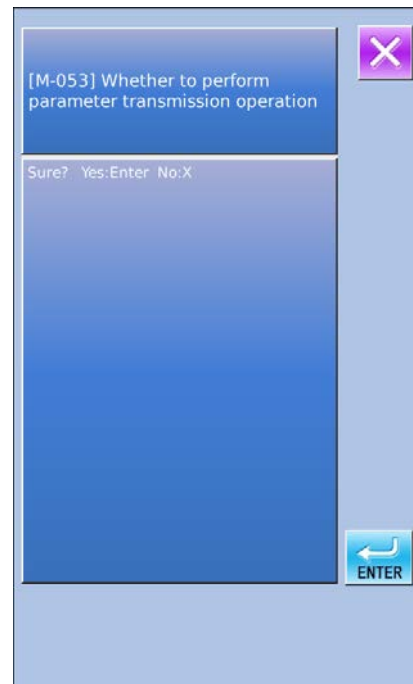 [M-053] Whether to perform
parameter transmission operation
Sure? Yes:Enter No:X
ENTER